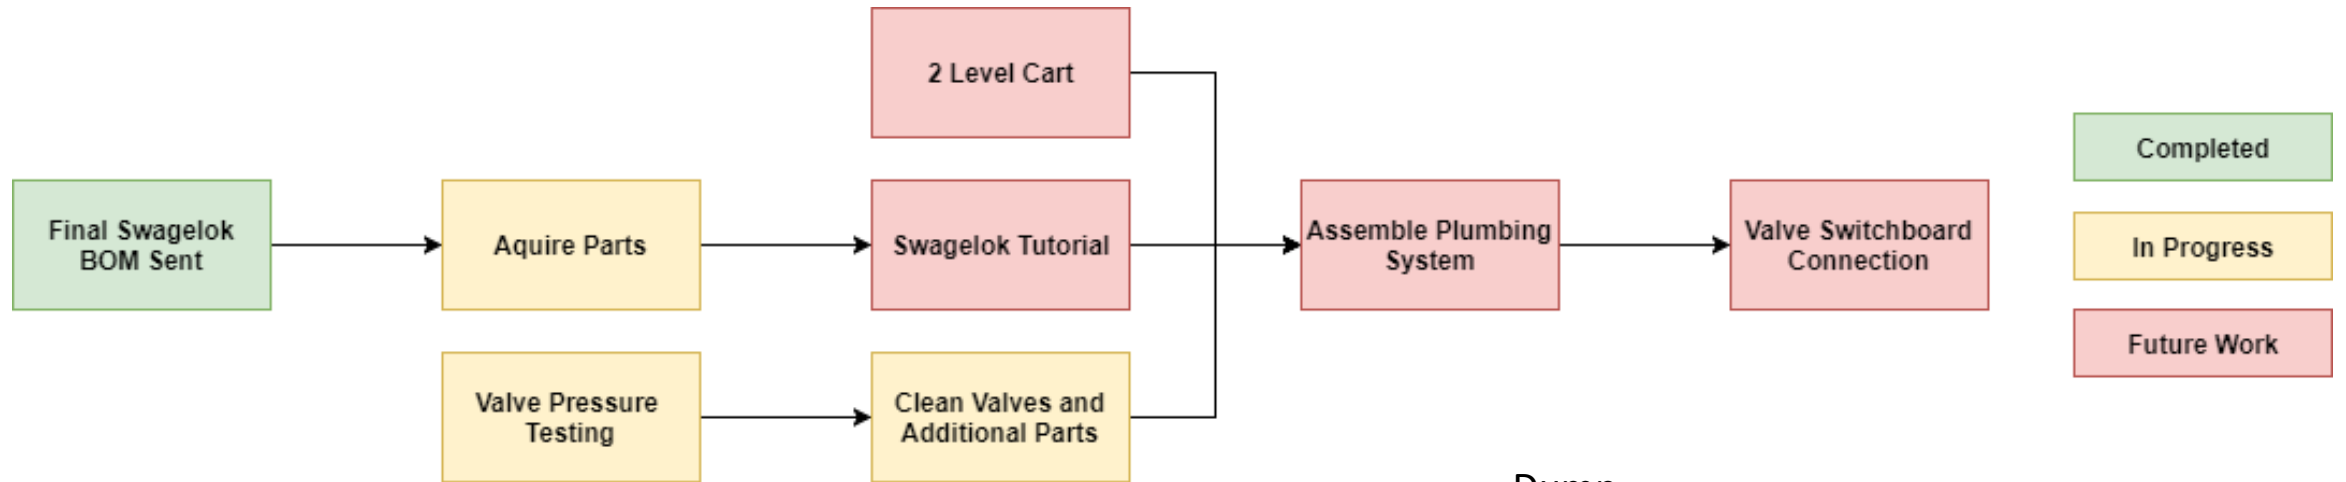 2 Level Cart
Completed
Final Swagelok
BOM Sent
Aquire Parts
Swagelok Tutorial
Assemble Plumbing
System
Valve Switchboard
Connection
In Progress
Future Work
Valve Pressure
Testing
Clean Valves and
Additional Parts